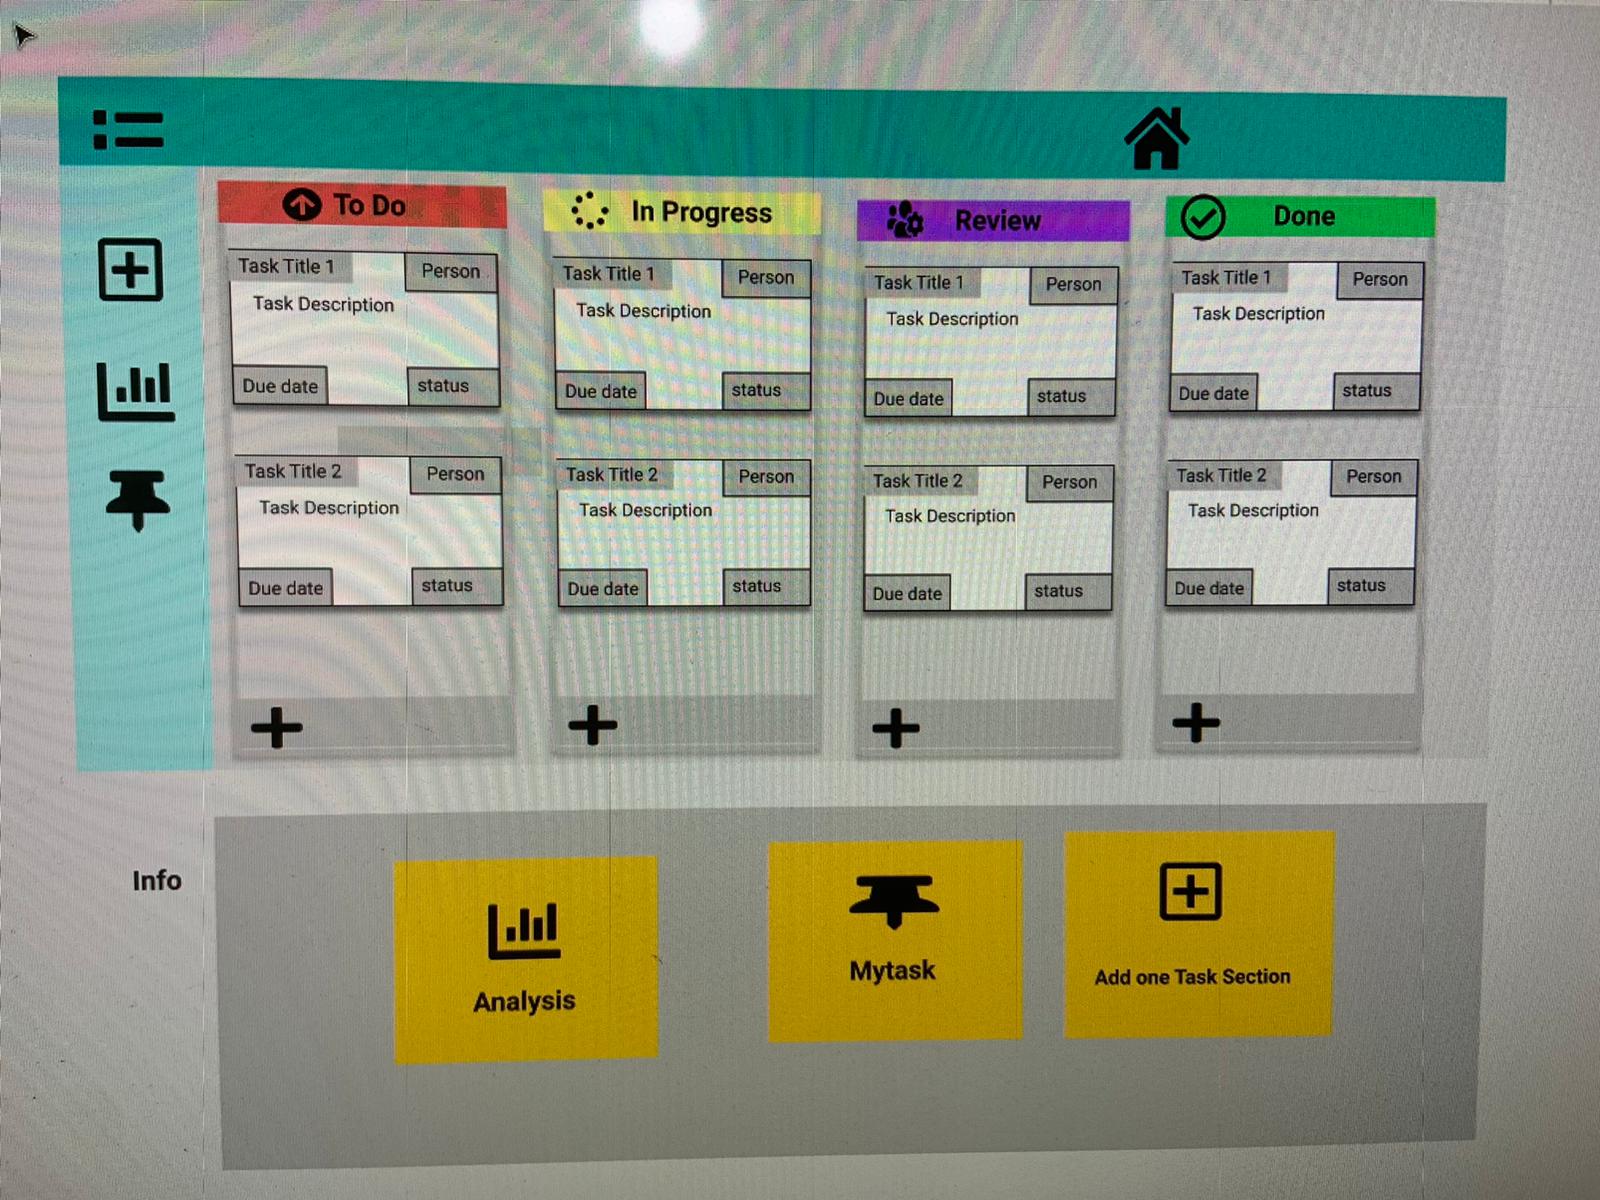 To Do
In Progress
Review
Done
Task Title 1
Person
Task Description
Due date
status
Task Title 1
Person
Task Description
Due date
status
Task Title 1
Person
Task Description
Due date
status
Task Title 1
Person
Task Description
Due date
status
Task Title 2
Person
Task Description
Due date
status
Task Title 2
Person
Task Description
Due date
status
Task Title 2
Person
Task Description
Due date
status
Task Title 2
Person
Task Description
Due date
status
Info
Analysis
Mytask
Add one Task Section